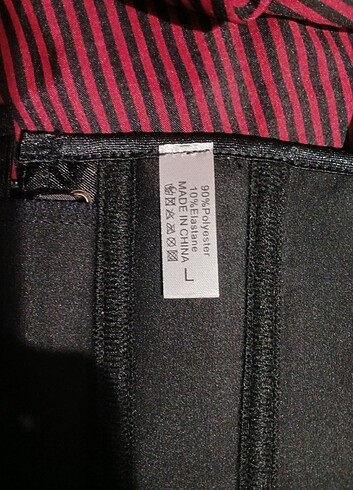 90%Polyester
10%Elastane
MADE IN CHINA
L